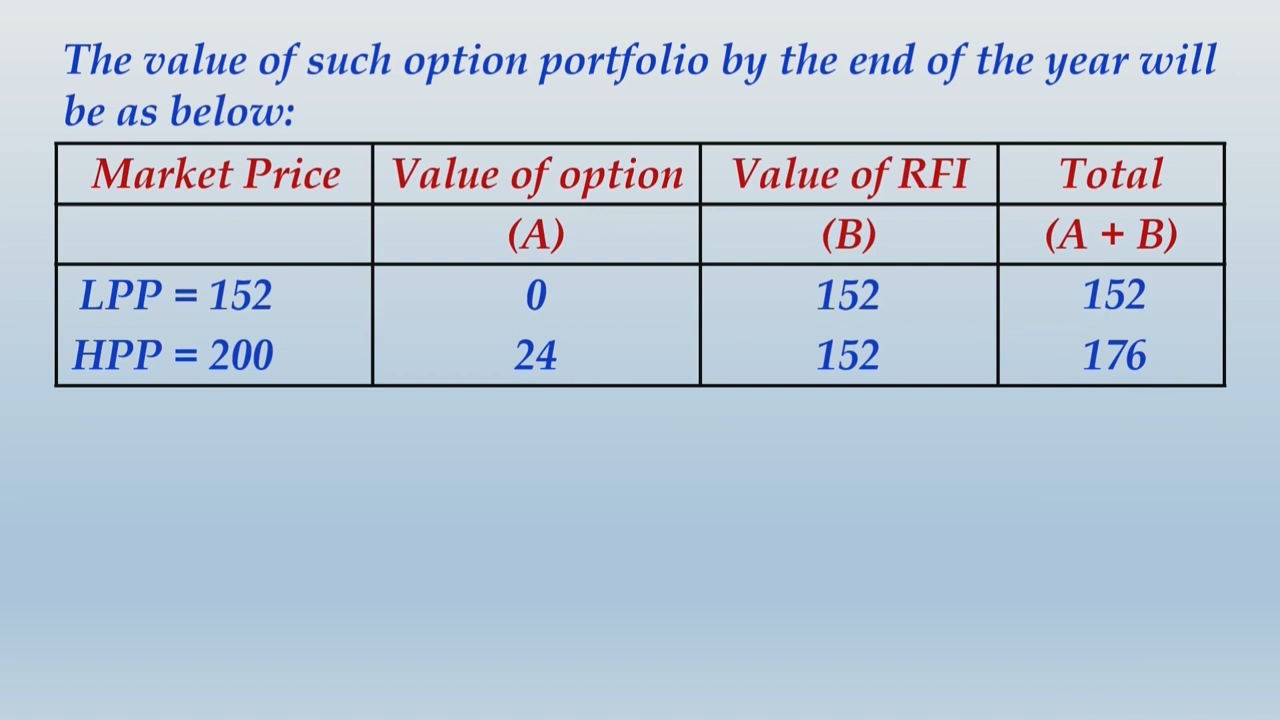 The value of such option portfolio by the end of the year will
be as below:
Market Price Value of option Value of RFI Total
(A) (B) (A + B)
LPP = 152 0 152 152
HPP = 200 24 152 176